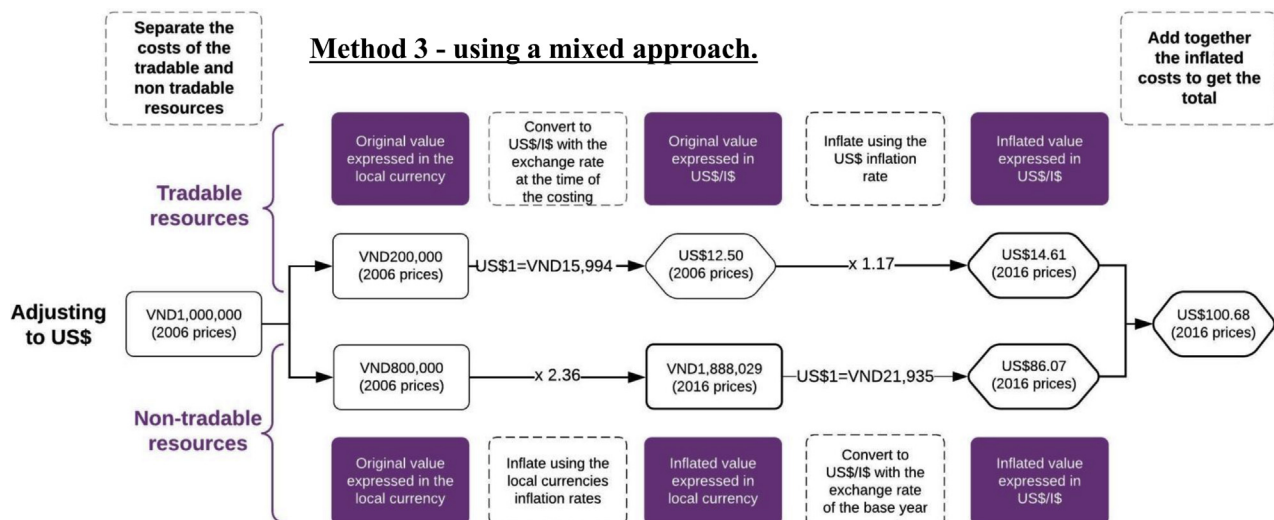 Separate the
costs of the
tradable and
non tradable
resources
Method 3 - using a mixed approach.
Add together
the inflated
costs to get the
total
Original value
expressed in the
local currency
Convert to
US$/I$ with the
exchange rate
at the time of
the costing
Original value
expressed in
US$/I$
Inflate using the
US$ inflation
rate
Inflated value
expressed in
US$/I$
Tradable
resources
VND200,000
(2006 prices)
US$1=VND15,994
US$12.50
(2006 prices)
x 1.17
US$14.61
(2016 prices)
Adjusting
to US$
VND1,000,000
(2006 prices)
US$100.68
(2016 prices)
VND800,000
(2006 prices)
x 2.36
VND1,888,029
(2016 prices)
US$1=VND21,935
US$86.07
(2016 prices)
Non-tradable
resources
Original value
expressed in the
local currency
Inflate using the
local currencies
inflation rates
Inflated value
expressed in
local currency
Convert to
US$/I$ with the
exchange rate
of the base year
Inflated value
expressed in
US$/I$